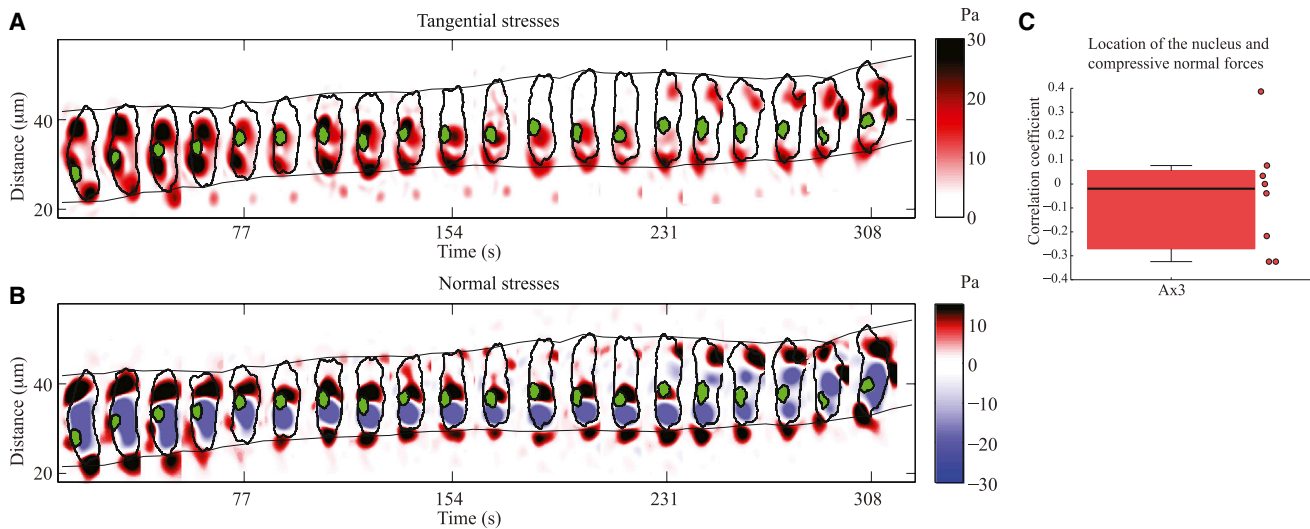 A
Tangential stresses
Pa
30
20
10
0
Distance (μm)
40
20
77
154
231
308
Time (s)
B
Normal stresses
Pa
10
0
−10
−20
−30
Distance (μm)
40
20
77
154
231
308
Time (s)
C
Location of the nucleus and
compressive normal forces
Correlation coefficient
0.4
0.3
0.2
0.1
0
−0.1
−0.2
−0.3
−0.4
Ax3